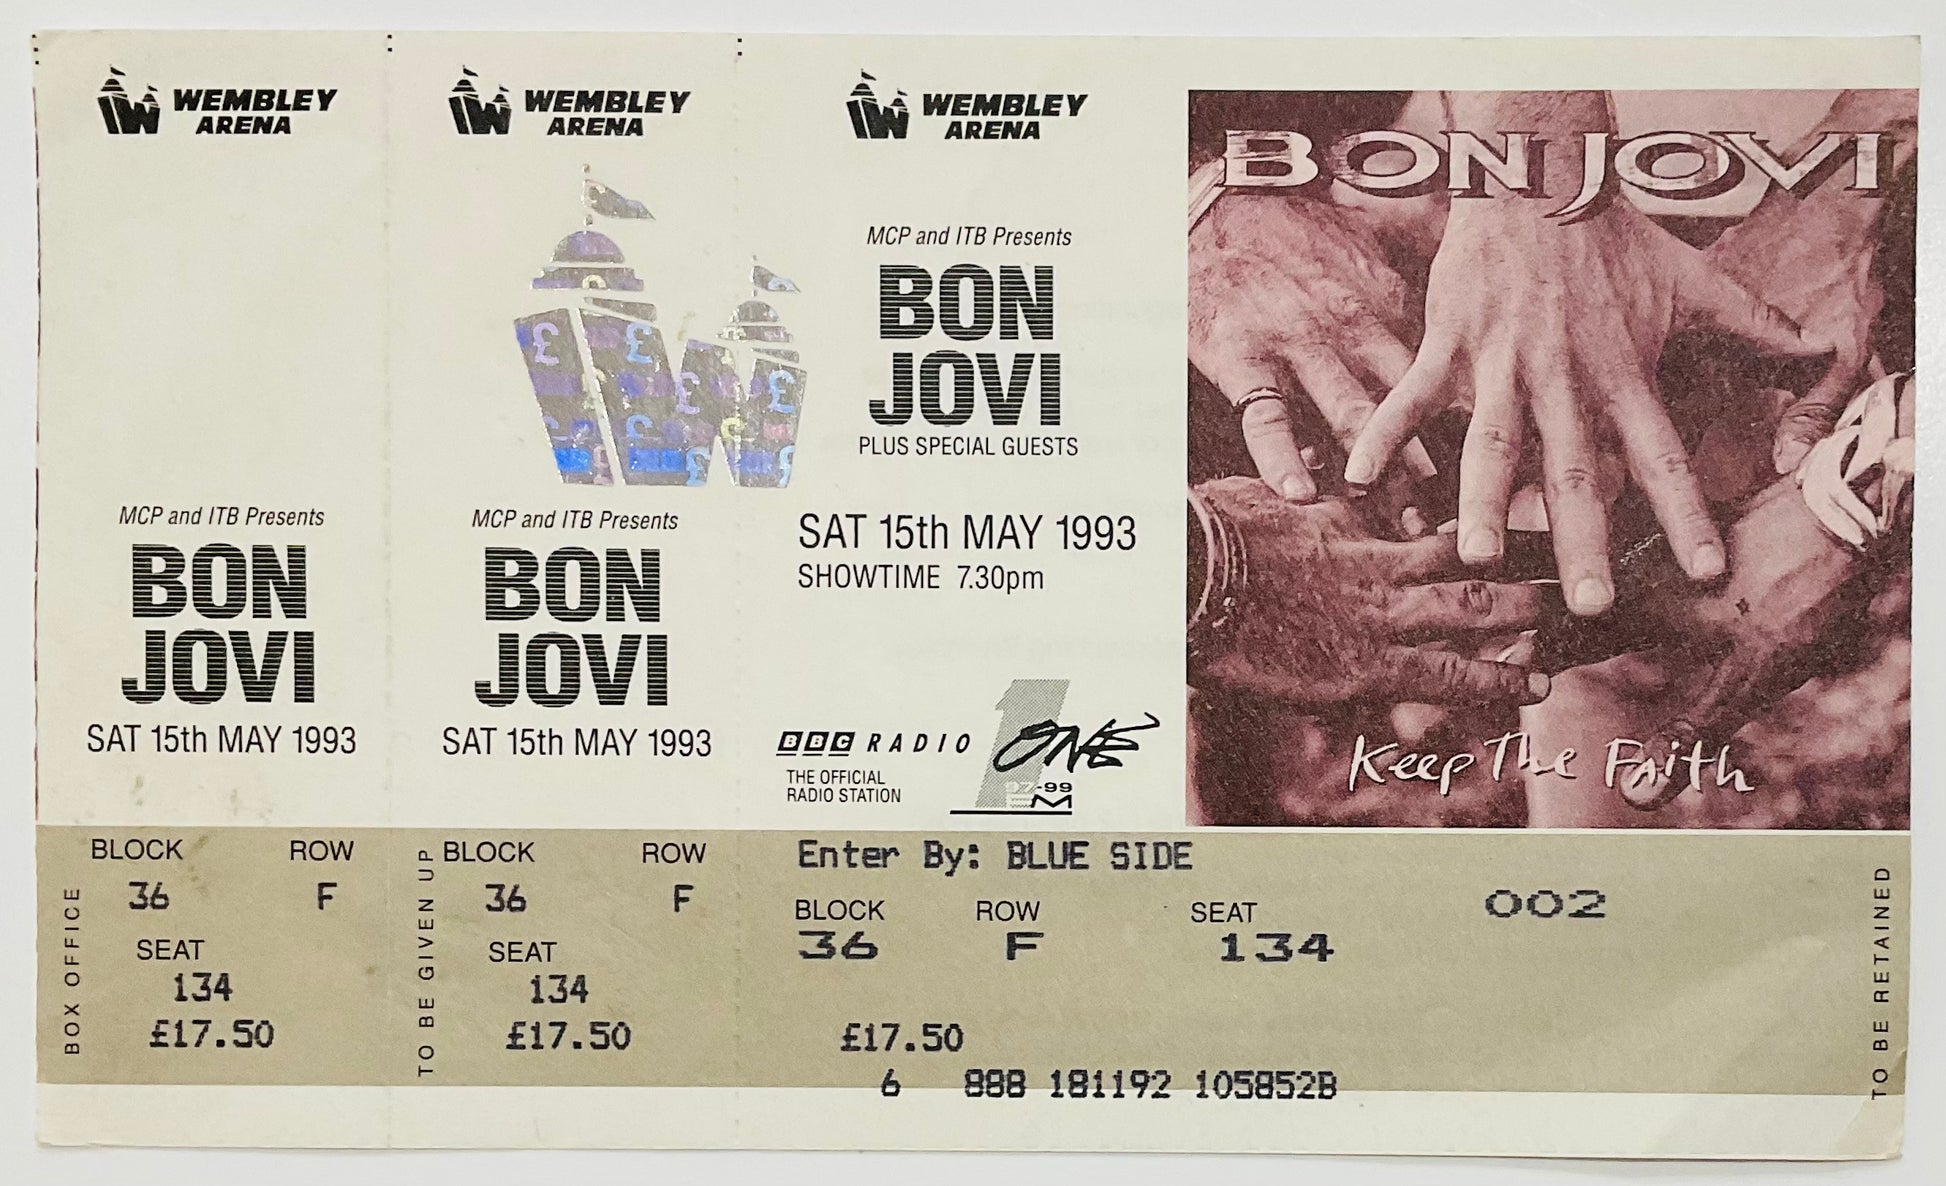 WEMBLEY
ARENA
MCP and ITB Presents
BON
JOVI
SAT 15th MAY 1993
BOX OFFICE
BLOCK ROW
36 F
SEAT
134
£17.50
WEMBLEY
ARENA
MCP and ITB Presents
BON
JOVI
SAT 15th MAY 1993
TO BE GIVEN UP
BLOCK ROW
36 F
SEAT
134
£17.50
WEMBLEY
ARENA
MCP and ITB Presents
BON
JOVI
PLUS SPECIAL GUESTS
SAT 15th MAY 1993
SHOWTIME 7.30pm
BBC RADIO 1 ONE
THE OFFICIAL
RADIO STATION
97-99
FM
Enter By: BLUE SIDE
BLOCK ROW SEAT 002
36 F 134
£17.50
6 888 181192 105852B
BON JOVI
Keep The Faith
TO BE RETAINED